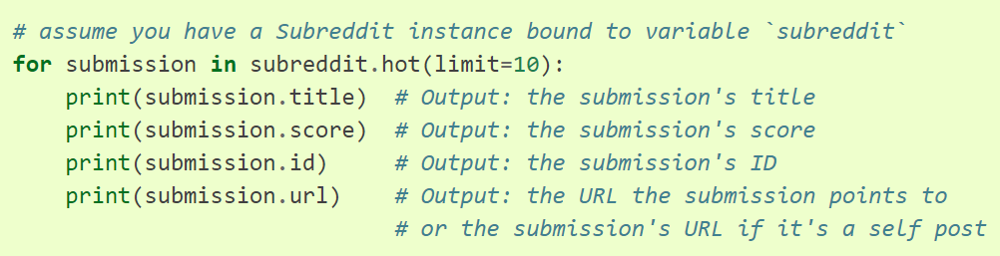 # assume you have a Subreddit instance bound to variable `subreddit`
for submission in subreddit.hot(limit=10):
    print(submission.title)  # Output: the submission's title
    print(submission.score)  # Output: the submission's score
    print(submission.id)     # Output: the submission's ID
    print(submission.url)    # Output: the URL the submission points to
                             # or the submission's URL if it's a self post